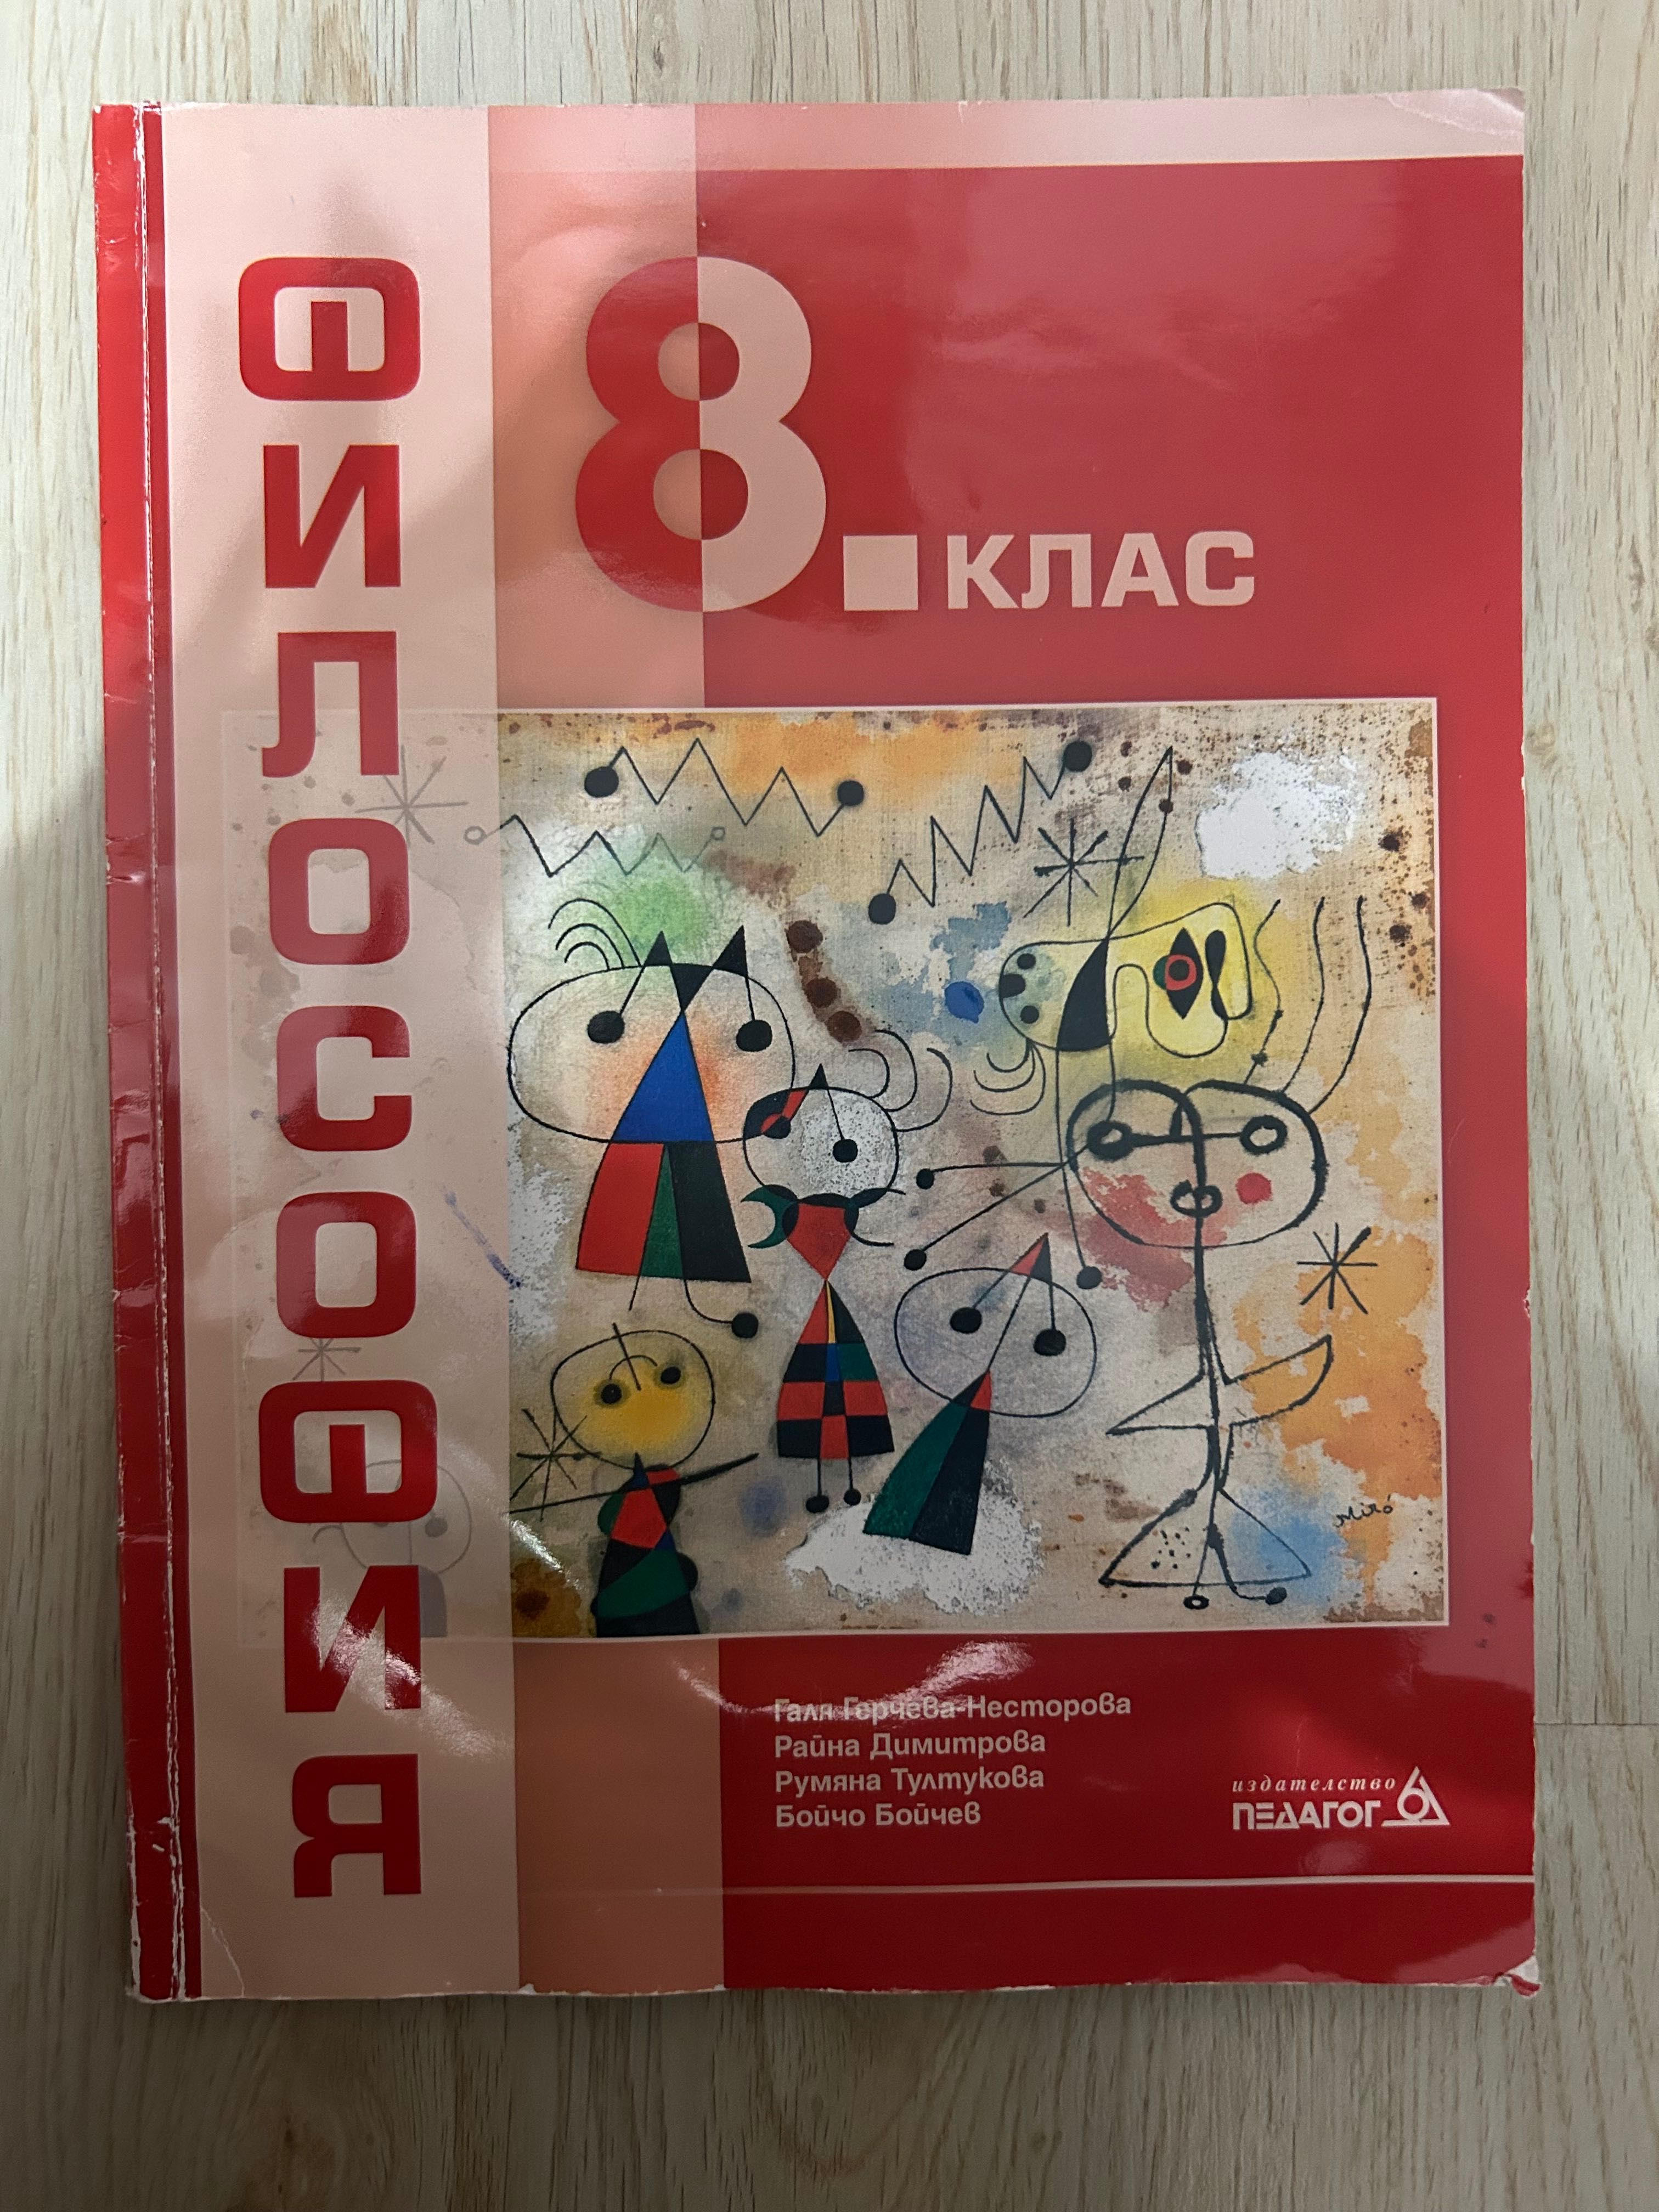 ФИЛОСОФИЯ
8. КЛАС
Miró
Галя Герчева-Несторова
Райна Димитрова
Румяна Тултукова
Бойчо Бойчев
издателство
ПЕДАГОГ 6